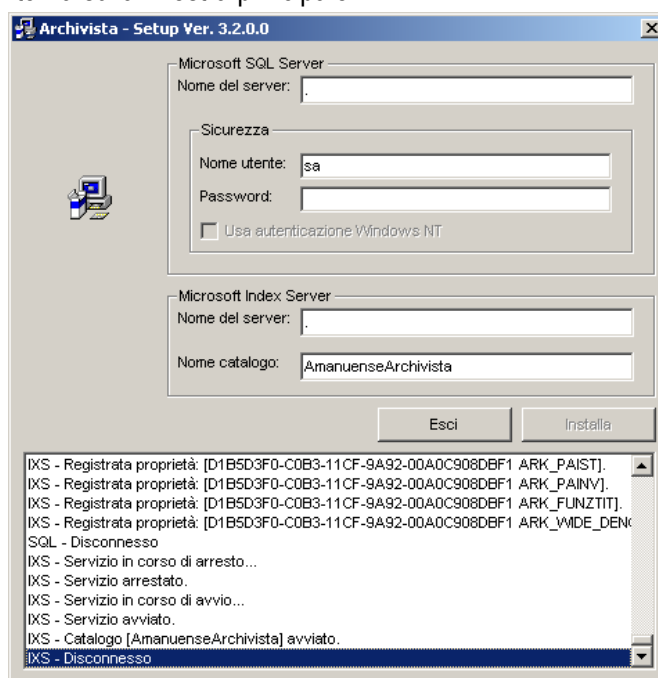 Archivista - Setup Ver. 3.2.0.0
Microsoft SQL Server
Nome del server:
.
Sicurezza
Nome utente:
sa
Password:
Usa autenticazione Windows NT
Microsoft Index Server
Nome del server:
.
Nome catalogo:
AmanuenseArchivista
Esci
Installa
IXS - Registrata proprietà: [D1B5D3F0-C0B3-11CF-9A92-00A0C908DBF1 ARK_PAIST].
IXS - Registrata proprietà: [D1B5D3F0-C0B3-11CF-9A92-00A0C908DBF1 ARK_PAINV].
IXS - Registrata proprietà: [D1B5D3F0-C0B3-11CF-9A92-00A0C908DBF1 ARK_FUNZTIT].
IXS - Registrata proprietà: [D1B5D3F0-C0B3-11CF-9A92-00A0C908DBF1 ARK_WIDE_DENO
SQL - Disconnesso
IXS - Servizio in corso di arresto...
IXS - Servizio arrestato.
IXS - Servizio in corso di avvio...
IXS - Servizio avviato.
IXS - Catalogo [AmanuenseArchivista] avviato.
IXS - Disconnesso